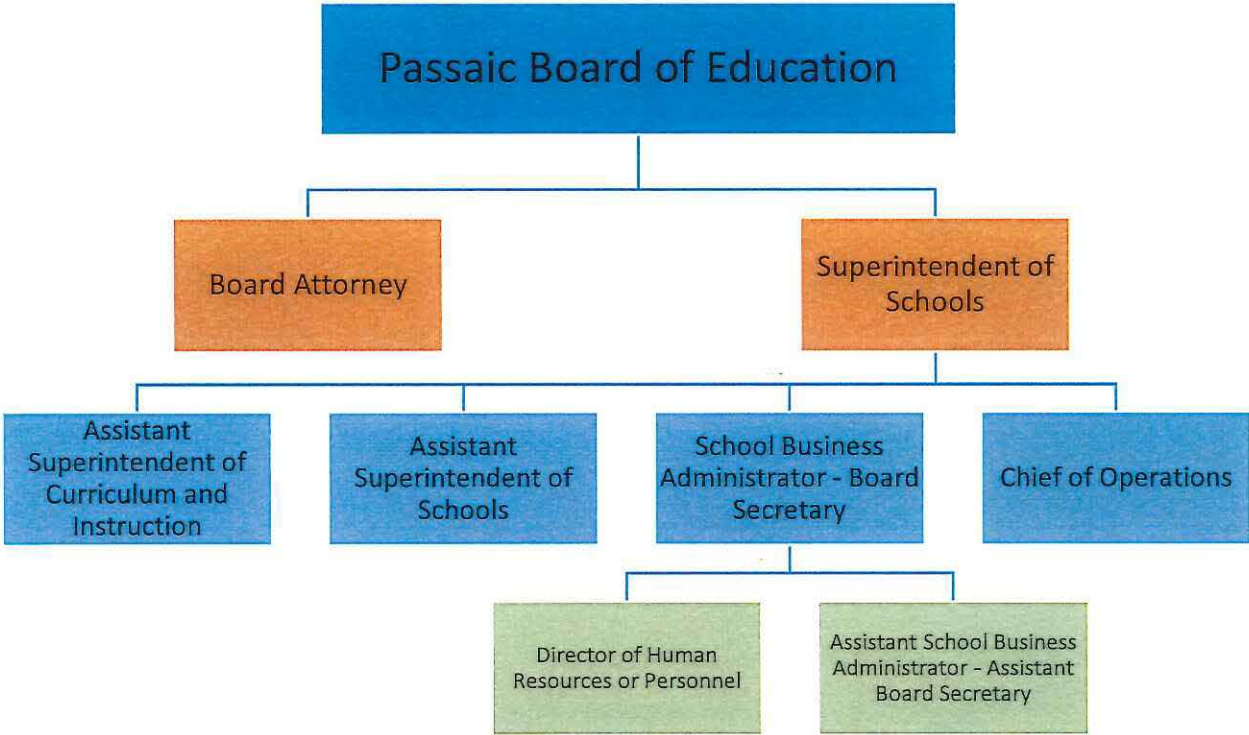 Passaic Board of Education
Board Attorney
Superintendent of
Schools
Assistant
Superintendent of
Curriculum and
Instruction
Assistant
Superintendent of
Schools
School Business
Administrator - Board
Secretary
Chief of Operations
Director of Human
Resources or Personnel
Assistant School Business
Administrator - Assistant
Board Secretary